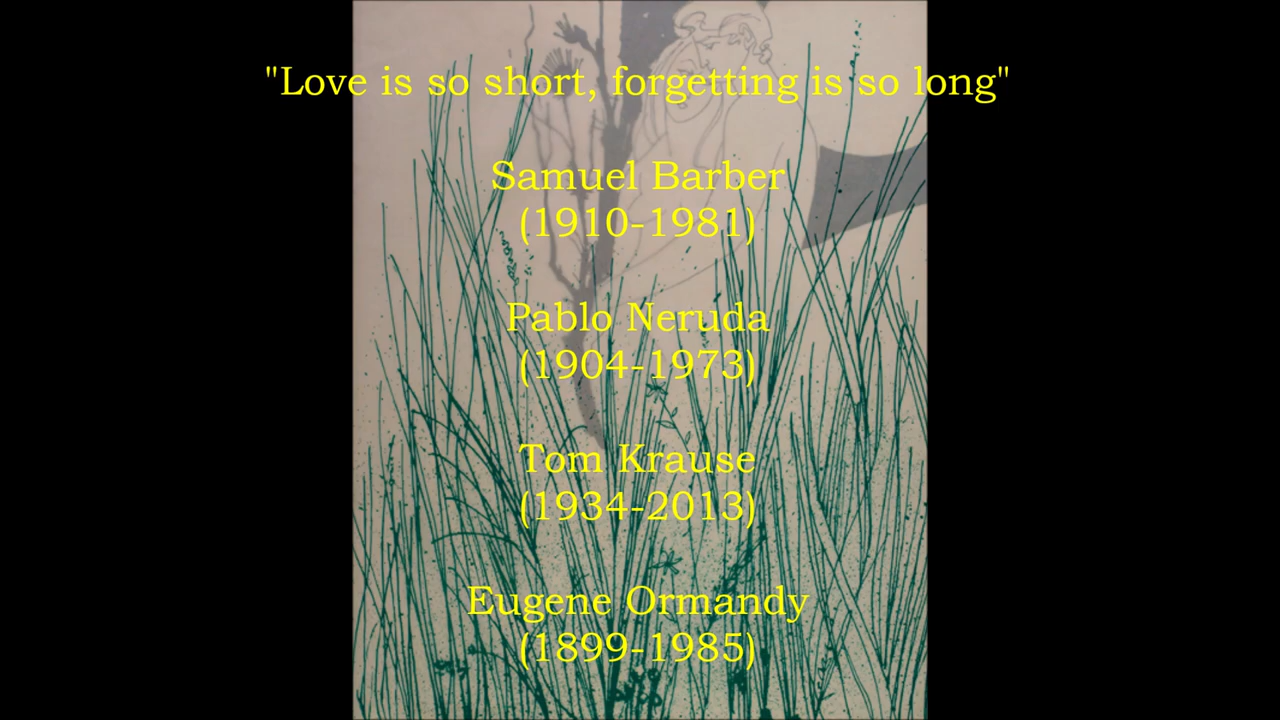 "Love is so short, forgetting is so long"
Samuel Barber
(1910-1981)
Pablo Neruda
(1904-1973)
Tom Krause
(1934-2013)
Eugene Ormandy
(1899-1985)